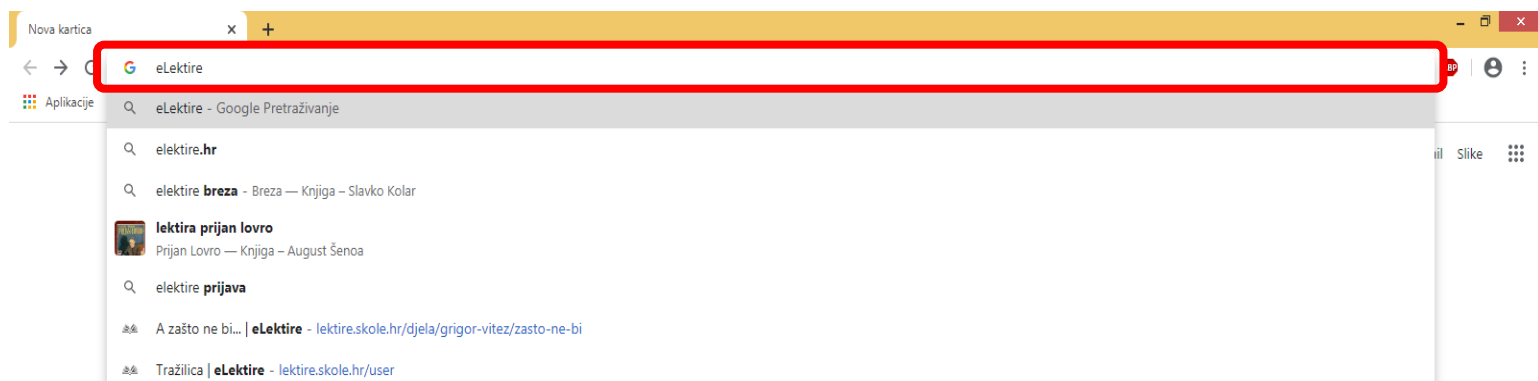 Nova kartica
eLektire
Aplikacije
eLektire - Google Pretraživanje
elektire.hr
Slike
elektire breza - Breza — Knjiga – Slavko Kolar
lektira prijan lovro
Prijan Lovro — Knjiga – August Šenoa
elektire prijava
A zašto ne bi... | eLektire - lektire.skole.hr/djela/grigor-vitez/zasto-ne-bi
Tražilica | eLektire - lektire.skole.hr/user